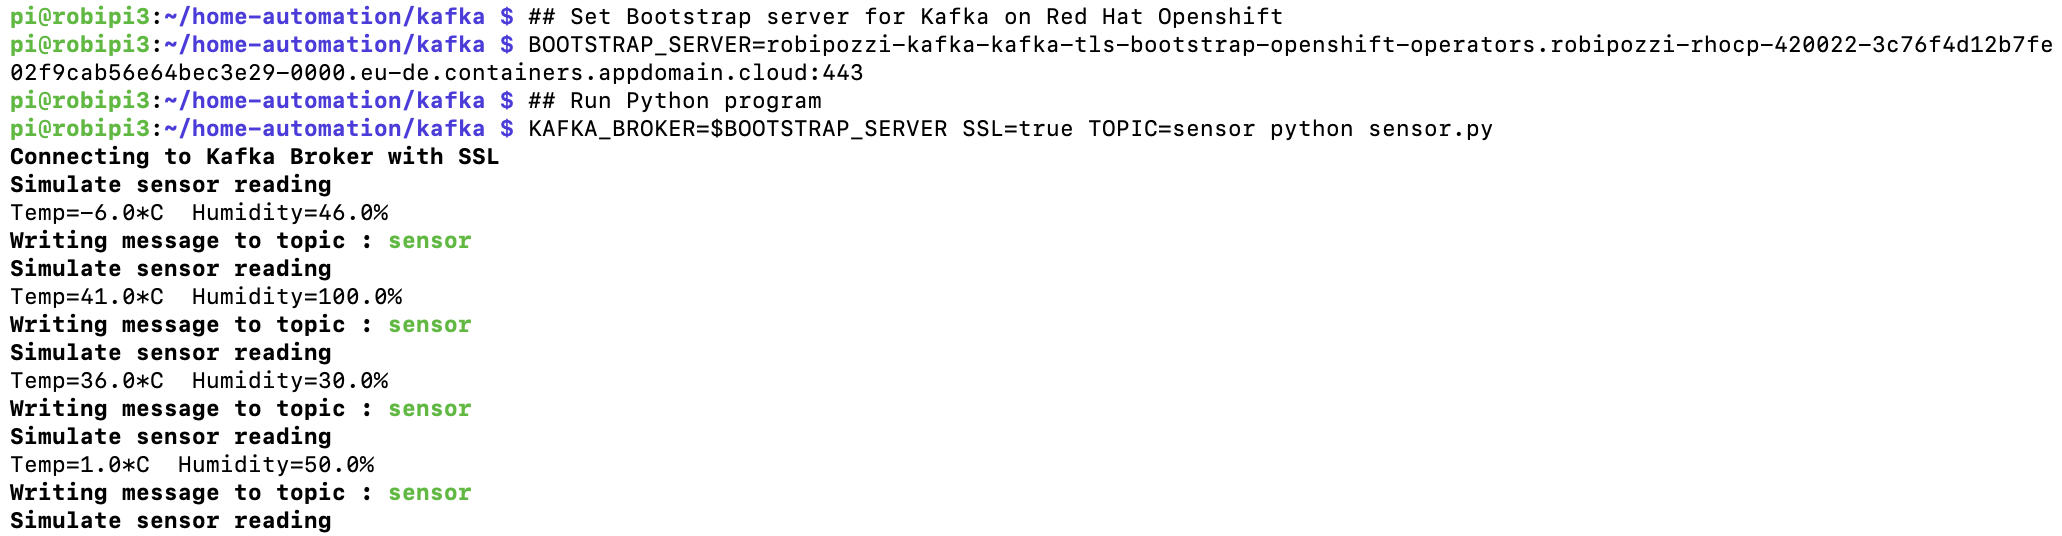 pi@robipi3:~/home-automation/kafka $ ## Set Bootstrap server for Kafka on Red Hat Openshift
pi@robipi3:~/home-automation/kafka $ BOOTSTRAP_SERVER=robipozzi-kafka-kafka-tls-bootstrap-openshift-operators.robipozzi-rhocp-420022-3c76f4d12b7fe
02f9cab56e64bec3e29-0000.eu-de.containers.appdomain.cloud:443
pi@robipi3:~/home-automation/kafka $ ## Run Python program
pi@robipi3:~/home-automation/kafka $ KAFKA_BROKER=$BOOTSTRAP_SERVER SSL=true TOPIC=sensor python sensor.py
Connecting to Kafka Broker with SSL
Simulate sensor reading
Temp=-6.0*C  Humidity=46.0%
Writing message to topic : sensor
Simulate sensor reading
Temp=41.0*C  Humidity=100.0%
Writing message to topic : sensor
Simulate sensor reading
Temp=36.0*C  Humidity=30.0%
Writing message to topic : sensor
Simulate sensor reading
Temp=1.0*C  Humidity=50.0%
Writing message to topic : sensor
Simulate sensor reading